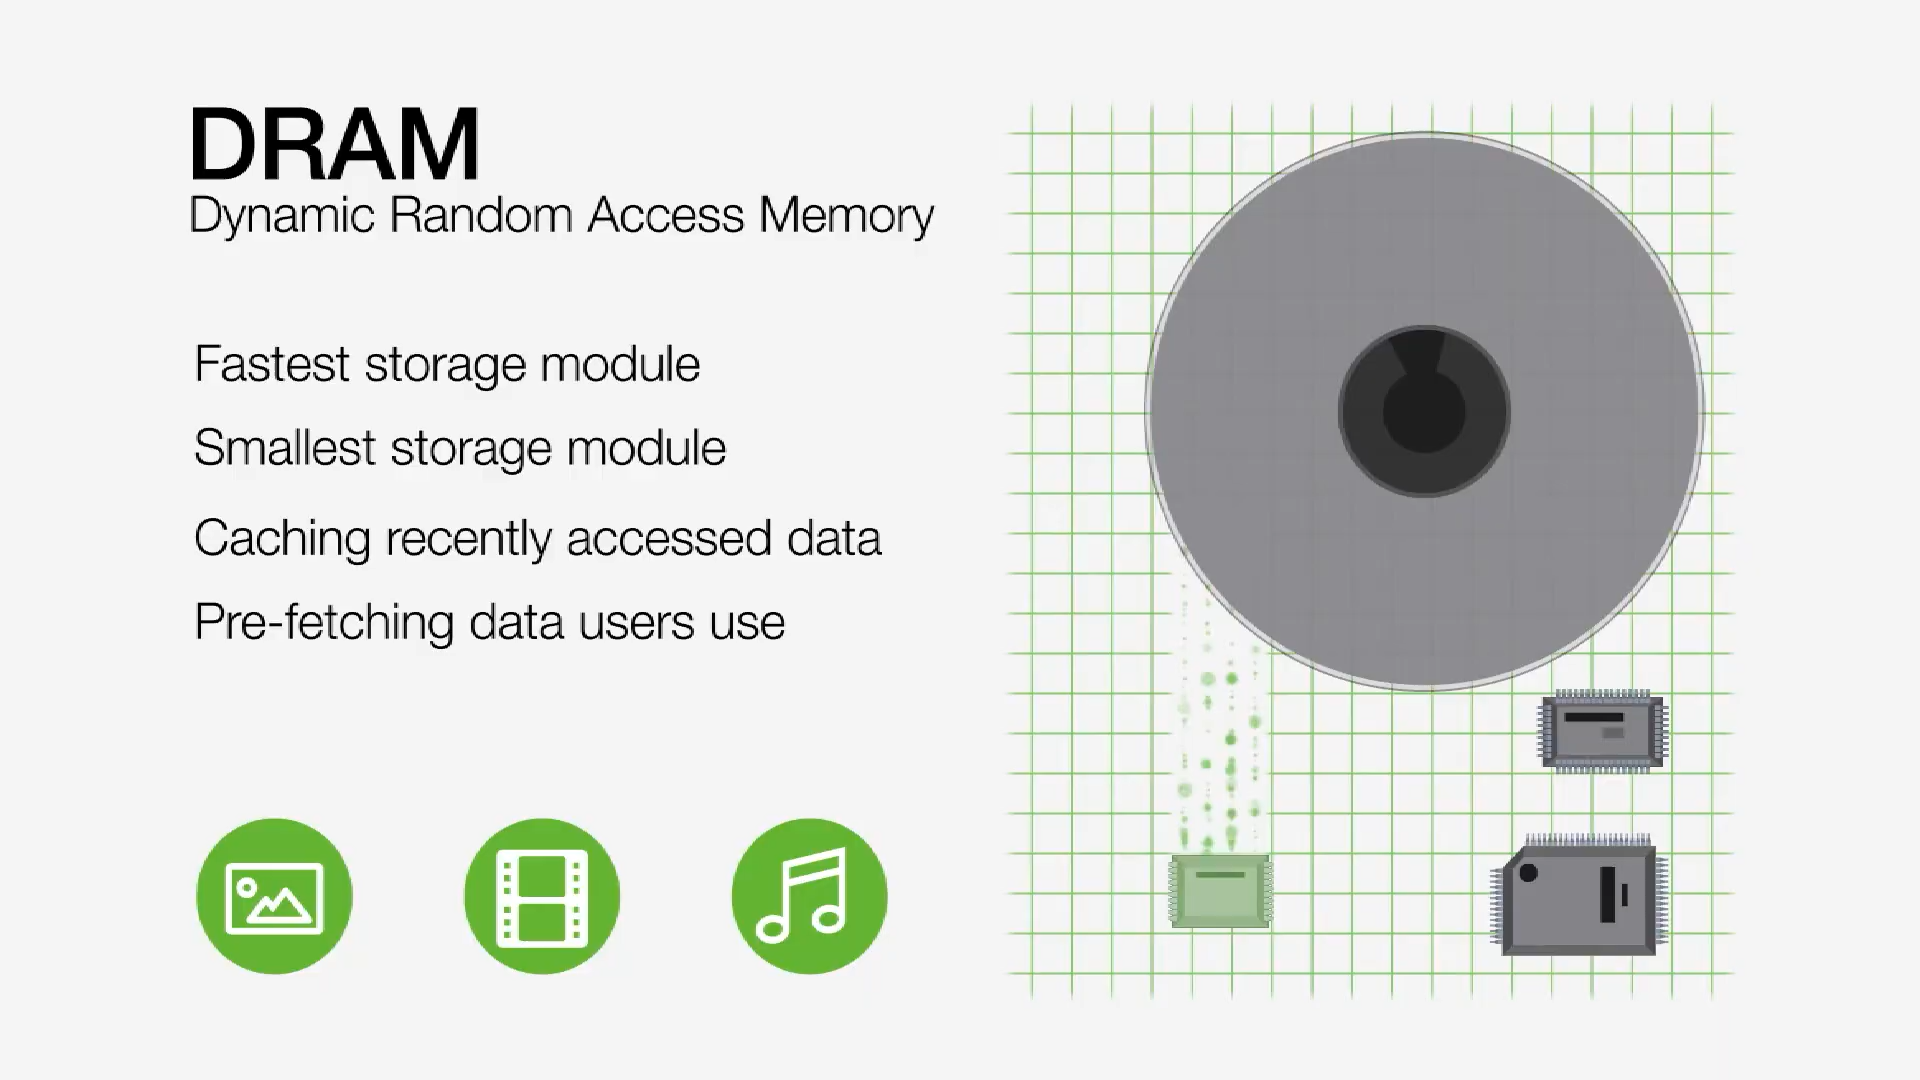 DRAM
Dynamic Random Access Memory
Fastest storage module
Smallest storage module
Caching recently accessed data
Pre-fetching data users use